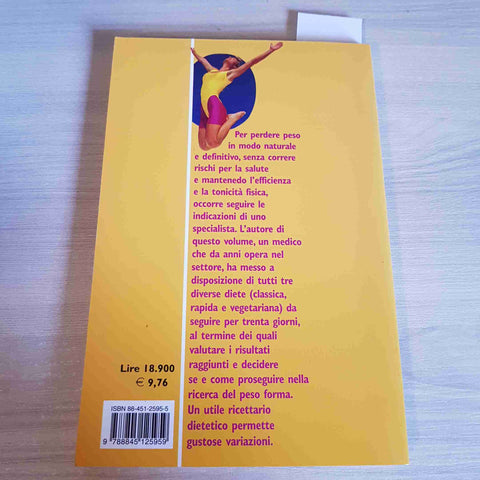 Per perdere peso
in modo naturale
e definitivo, senza correre
rischi per la salute
e mantenedo l'efficienza
e la tonicità fisica,
occorre seguire le
indicazioni di uno
specialista. L'autore di
questo volume, un medico
che da anni opera nel
settore, ha messo a
disposizione di tutti tre
diverse diete (classica,
rapida e vegetariana) da
seguire per trenta giorni,
al termine dei quali
valutare i risultati
raggiunti e decidere
se e come proseguire nella
ricerca del peso forma.
Un utile ricettario
dietetico permette
gustose variazioni.
Lire 18.900
€ 9,76
ISBN 88-451-2595-5
9 788845 125959